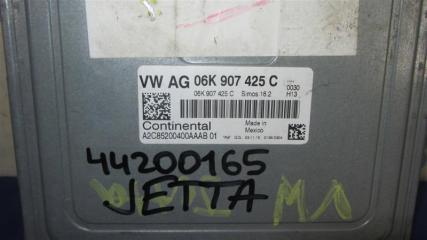 VW AG 06K 907 425 C
06K 907 425 C Simos 18.2 0030
H13
Continental Made in
A2C85200400AAAB 01 Mexico
44200165
JETTA